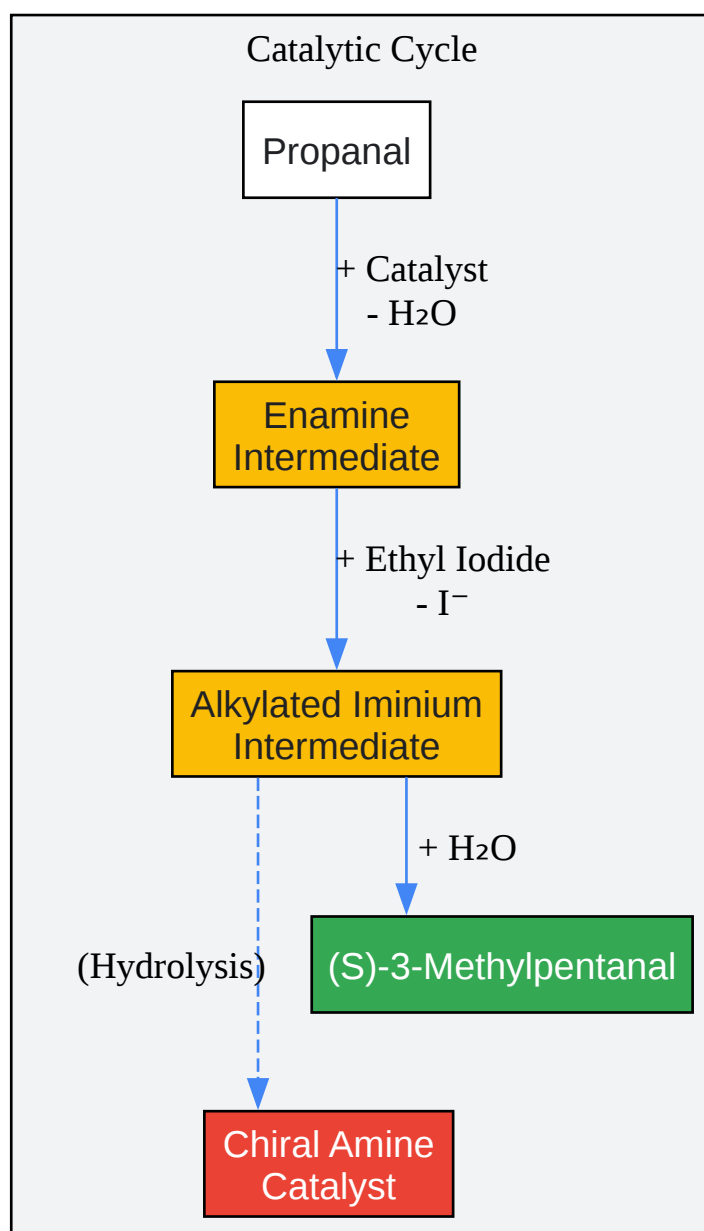 Catalytic Cycle
Propanal
+ Catalyst
- H₂O
Enamine
Intermediate
+ Ethyl Iodide
- I⁻
Alkylated Iminium
Intermediate
+ H₂O
(S)-3-Methylpentanal
(Hydrolysis)
Chiral Amine
Catalyst